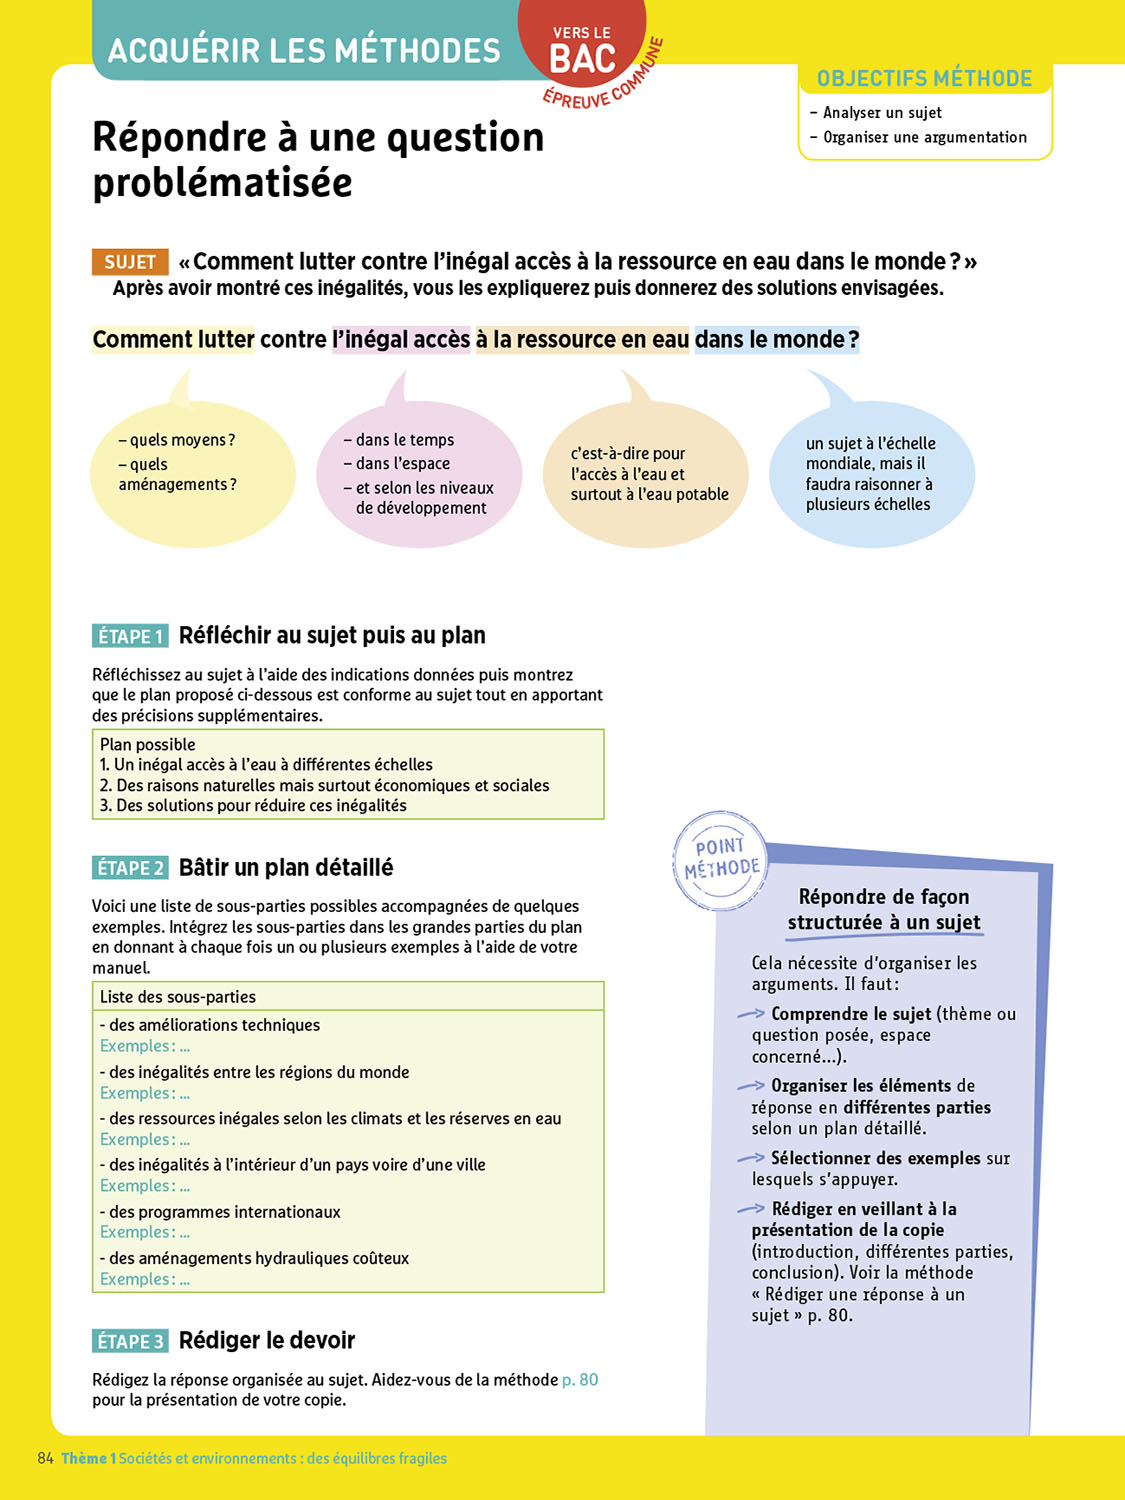 ACQUÉRIR LES MÉTHODES
VERS LE
BAC
ÉPREUVE COMMUNE
OBJECTIFS MÉTHODE
– Analyser un sujet
– Organiser une argumentation
Répondre à une question
problématisée
SUJET « Comment lutter contre l’inégal accès à la ressource en eau dans le monde ? »
Après avoir montré ces inégalités, vous les expliquerez puis donnerez des solutions envisagées.
Comment lutter contre l’inégal accès à la ressource en eau dans le monde ?
– quels moyens ?
– quels
aménagements ?
– dans le temps
– dans l’espace
– et selon les niveaux
de développement
c’est-à-dire pour
l’accès à l’eau et
surtout à l’eau potable
un sujet à l’échelle
mondiale, mais il
faudra raisonner à
plusieurs échelles
ÉTAPE 1 Réfléchir au sujet puis au plan
Réfléchissez au sujet à l’aide des indications données puis montrez
que le plan proposé ci-dessous est conforme au sujet tout en apportant
des précisions supplémentaires.
Plan possible
1. Un inégal accès à l’eau à différentes échelles
2. Des raisons naturelles mais surtout économiques et sociales
3. Des solutions pour réduire ces inégalités
ÉTAPE 2 Bâtir un plan détaillé
Voici une liste de sous-parties possibles accompagnées de quelques
exemples. Intégrez les sous-parties dans les grandes parties du plan
en donnant à chaque fois un ou plusieurs exemples à l’aide de votre
manuel.
Liste des sous-parties
- des améliorations techniques
Exemples : ...
- des inégalités entre les régions du monde
Exemples : ...
- des ressources inégales selon les climats et les réserves en eau
Exemples : ...
- des inégalités à l’intérieur d’un pays voire d’une ville
Exemples : ...
- des programmes internationaux
Exemples : ...
- des aménagements hydrauliques coûteux
Exemples : ...
ÉTAPE 3 Rédiger le devoir
Rédigez la réponse organisée au sujet. Aidez-vous de la méthode p. 80
pour la présentation de votre copie.
POINT
MÉTHODE
Répondre de façon
structurée à un sujet
Cela nécessite d’organiser les
arguments. Il faut :
Comprendre le sujet (thème ou
question posée, espace
concerné...).
Organiser les éléments de
réponse en différentes parties
selon un plan détaillé.
Sélectionner des exemples sur
lesquels s’appuyer.
Rédiger en veillant à la
présentation de la copie
(introduction, différentes parties,
conclusion). Voir la méthode
« Rédiger une réponse à un
sujet » p. 80.
84 Thème 1 Sociétés et environnements : des équilibres fragiles